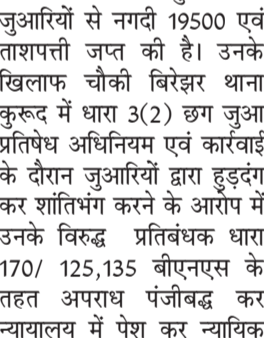 जुआरियों से नगदी 19500 एवं
ताशपत्ती जप्त की है। उनके
खिलाफ चौकी बिरेझर थाना
कुरूद में धारा 3(2) छग जुआ
प्रतिषेध अधिनियम एवं कार्रवाई
के दौरान जुआरियों द्वारा हुड़दंग
कर शांतिभंग करने के आरोप में
उनके विरुद्ध प्रतिबंधक धारा
170/ 125,135 बीएनएस के
तहत अपराध पंजीबद्ध कर
न्यायालय में पेश कर न्यायिक